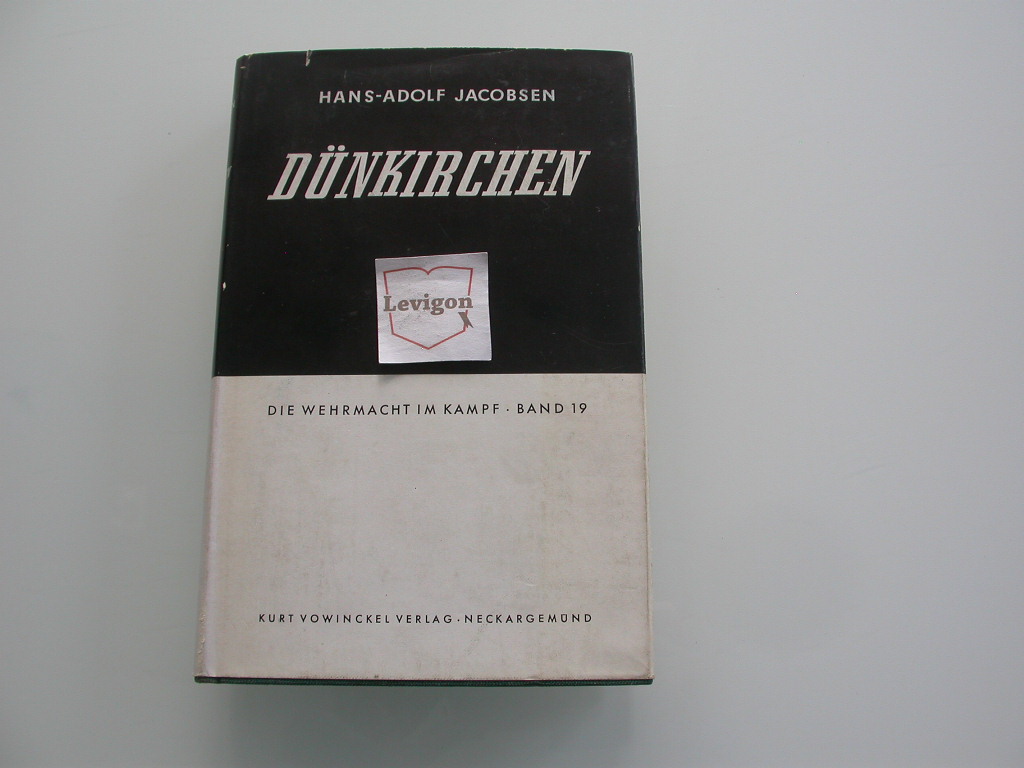 HANS-ADOLF JACOBSEN
DÜNKIRCHEN
Levigon
DIE WEHRMACHT IM KAMPF · BAND 19
KURT VOWINCKEL VERLAG · NECKARGEMÜND